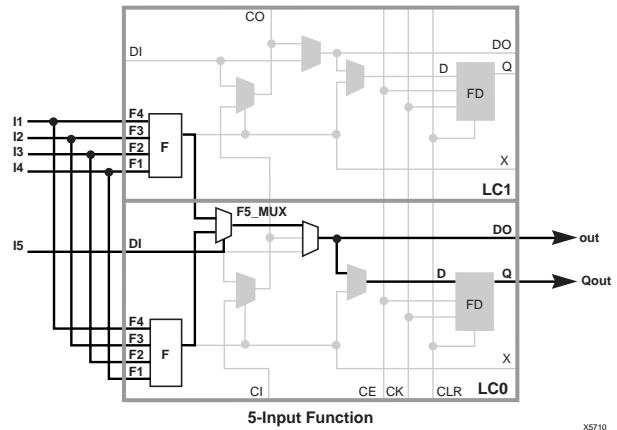 CO
DI
DO
D
Q
FD
I1
I2
I3
I4
F4
F3
F2
F1
F
X
LC1
F5_MUX
I5
DI
DO
out
D
Q
Qout
FD
F4
F3
F2
F1
F
X
CI
CE
CK
CLR
LC0
5-Input Function
X5710